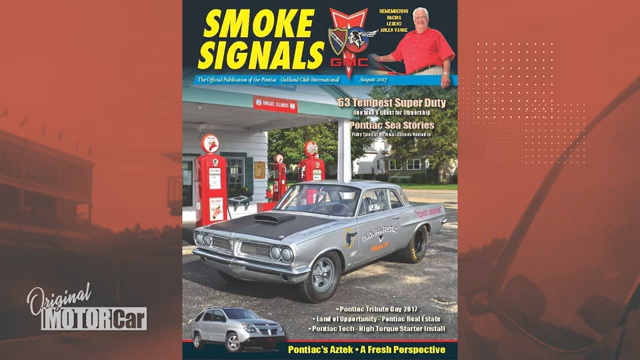 SMOKE
SIGNALS
GMC
REMEMBERING
RACING
LEGEND
ARLEN VANKE
The Official Publication of the Pontiac - Oakland Club International
August 2017
DWIGHT, ILLINOIS
'63 Tempest Super Duty
One Man's Quest for Ownership
Pontiac Sea Stories
• Pontiac Tribute Day 2017
• Land of Opportunity - Pontiac Real Estate
• Pontiac Tech - High Torque Starter Install
Pontiac's Aztek • A Fresh Perspective
Original
MOTORCar